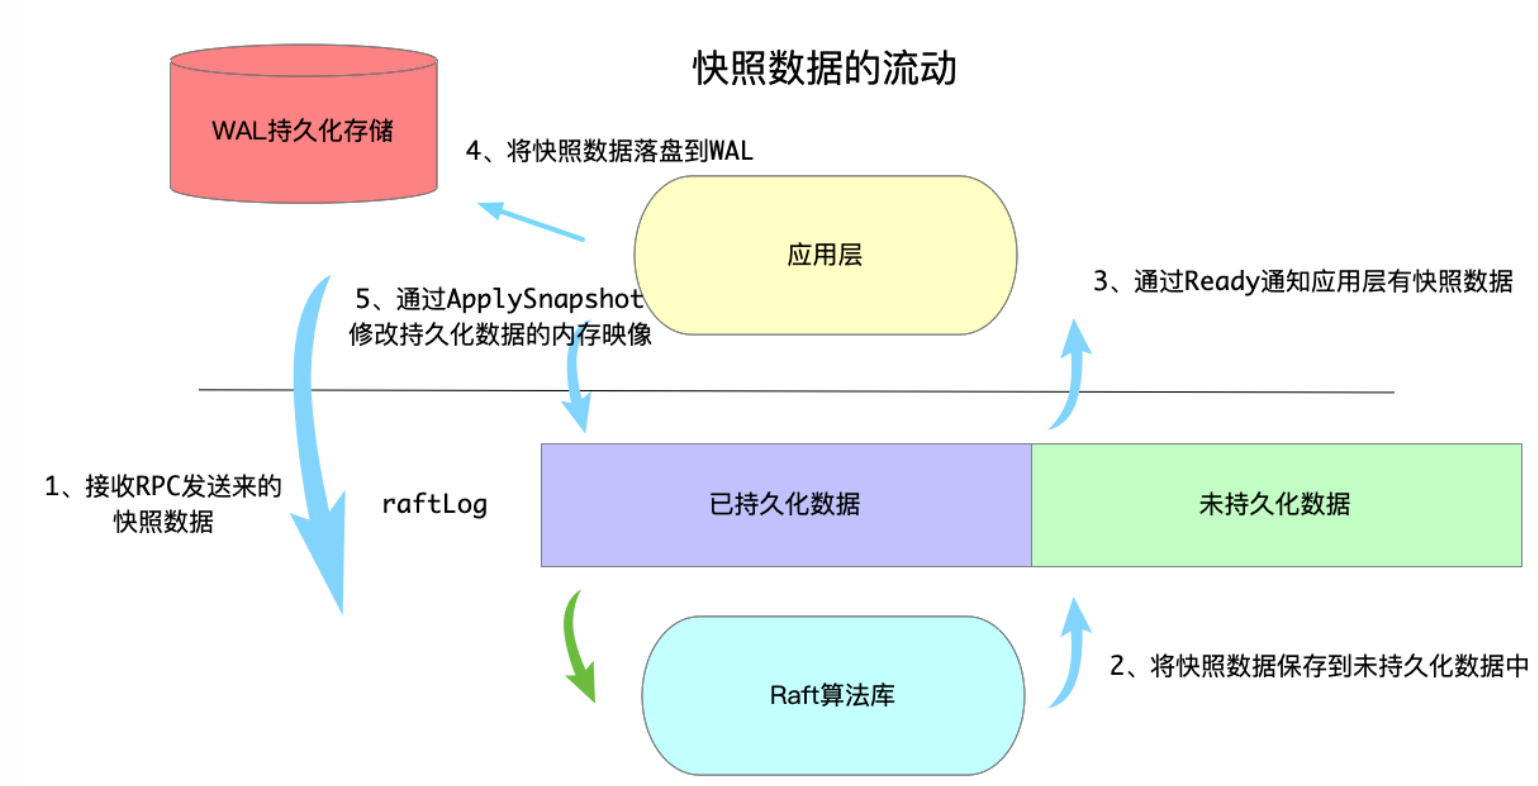 快照数据的流动
WAL持久化存储
4、将快照数据落盘到WAL
应用层
3、通过Ready通知应用层有快照数据
5、通过ApplySnapshot
修改持久化数据的内存映像
1、接收RPC发送来的
快照数据
raftLog
已持久化数据
未持久化数据
2、将快照数据保存到未持久化数据中
Raft算法库